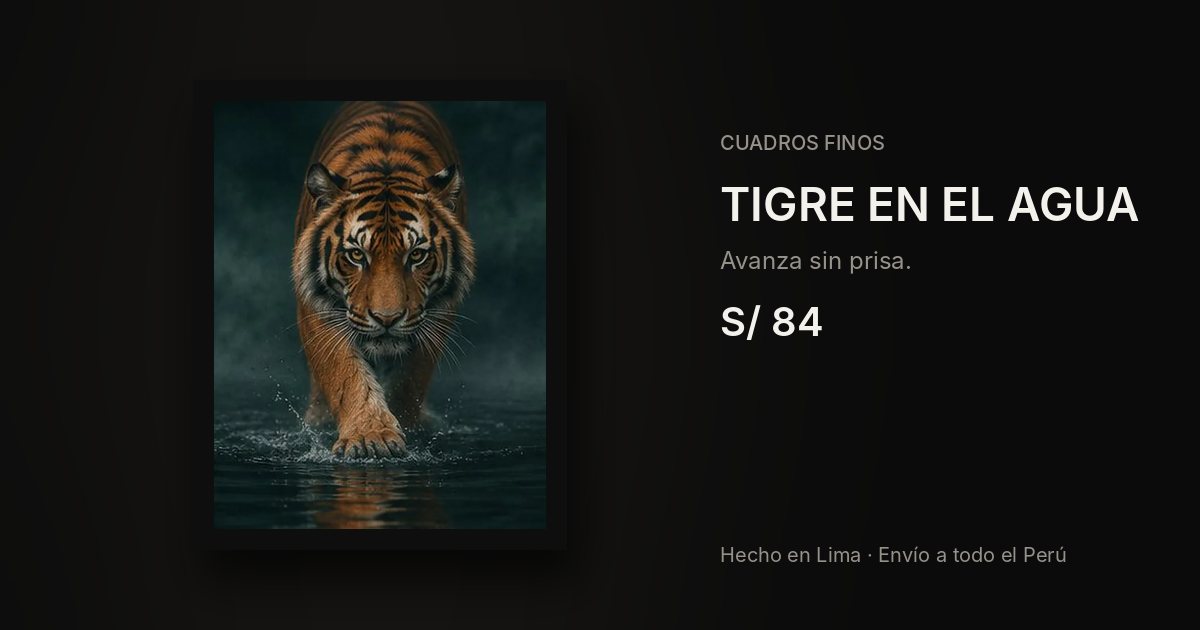 CUADROS FINOS
TIGRE EN EL AGUA
Avanza sin prisa.
S/ 84
Hecho en Lima · Envío a todo el Perú